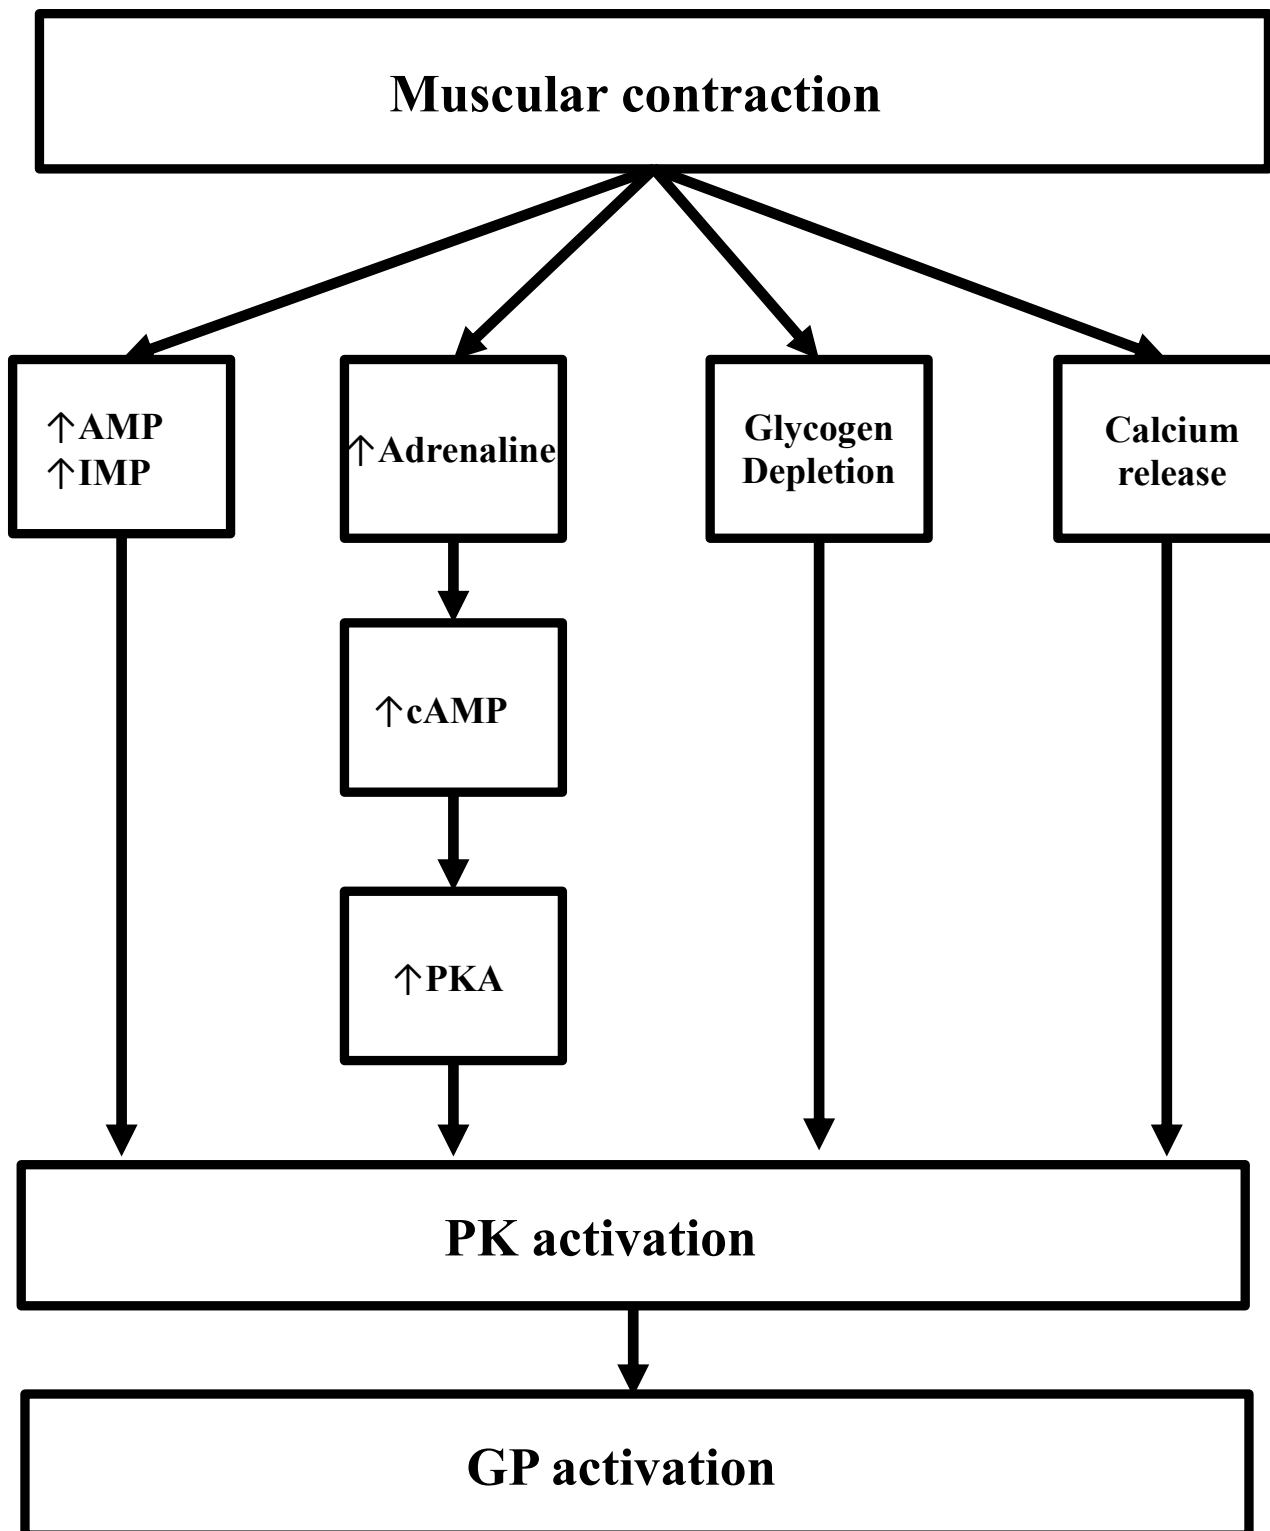 Muscular contraction
↑AMP
↑IMP
↑Adrenaline
Glycogen
Depletion
Calcium
release
↑cAMP
↑PKA
PK activation
GP activation